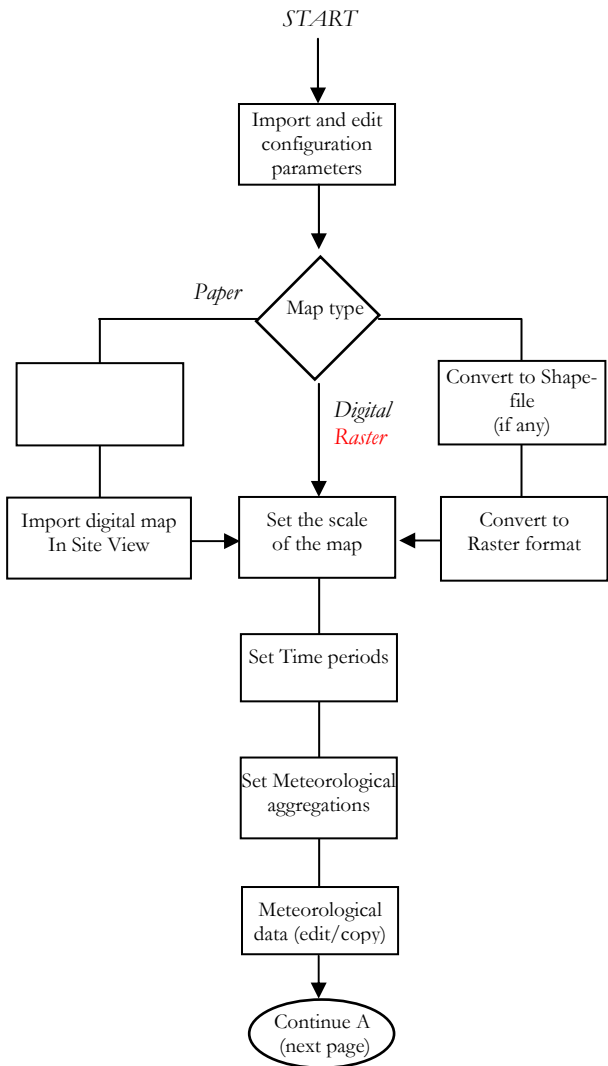 START
Import and edit
configuration
parameters
Paper
Map type
Digital
Raster
Convert to Shape-
file
(if any)
Import digital map
In Site View
Set the scale
of the map
Convert to
Raster format
Set Time periods
Set Meteorological
aggregations
Meteorological
data (edit/copy)
Continue A
(next page)